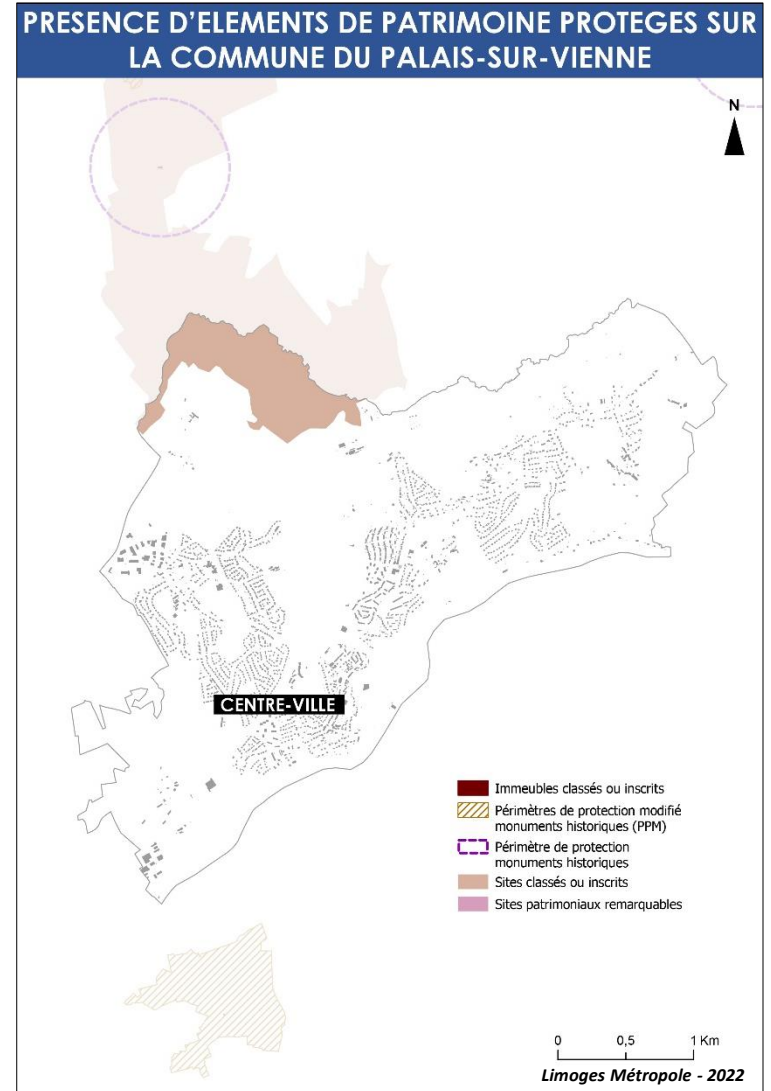 PRESENCE D'ELEMENTS DE PATRIMOINE PROTEGES SUR
LA COMMUNE DU PALAIS-SUR-VIENNE
N
CENTRE-VILLE
Immeubles classés ou inscrits
Périmètres de protection modifié
monuments historiques (PPM)
Périmètre de protection
monuments historiques
Sites classés ou inscrits
Sites patrimoniaux remarquables
0 0,5 1 Km
Limoges Métropole - 2022